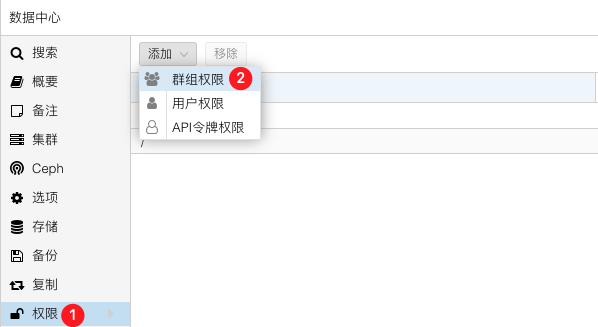 数据中心
搜索
概要
备注
集群
Ceph
选项
存储
备份
复制
权限 1
添加 移除
群组权限 2
用户权限
API令牌权限
/